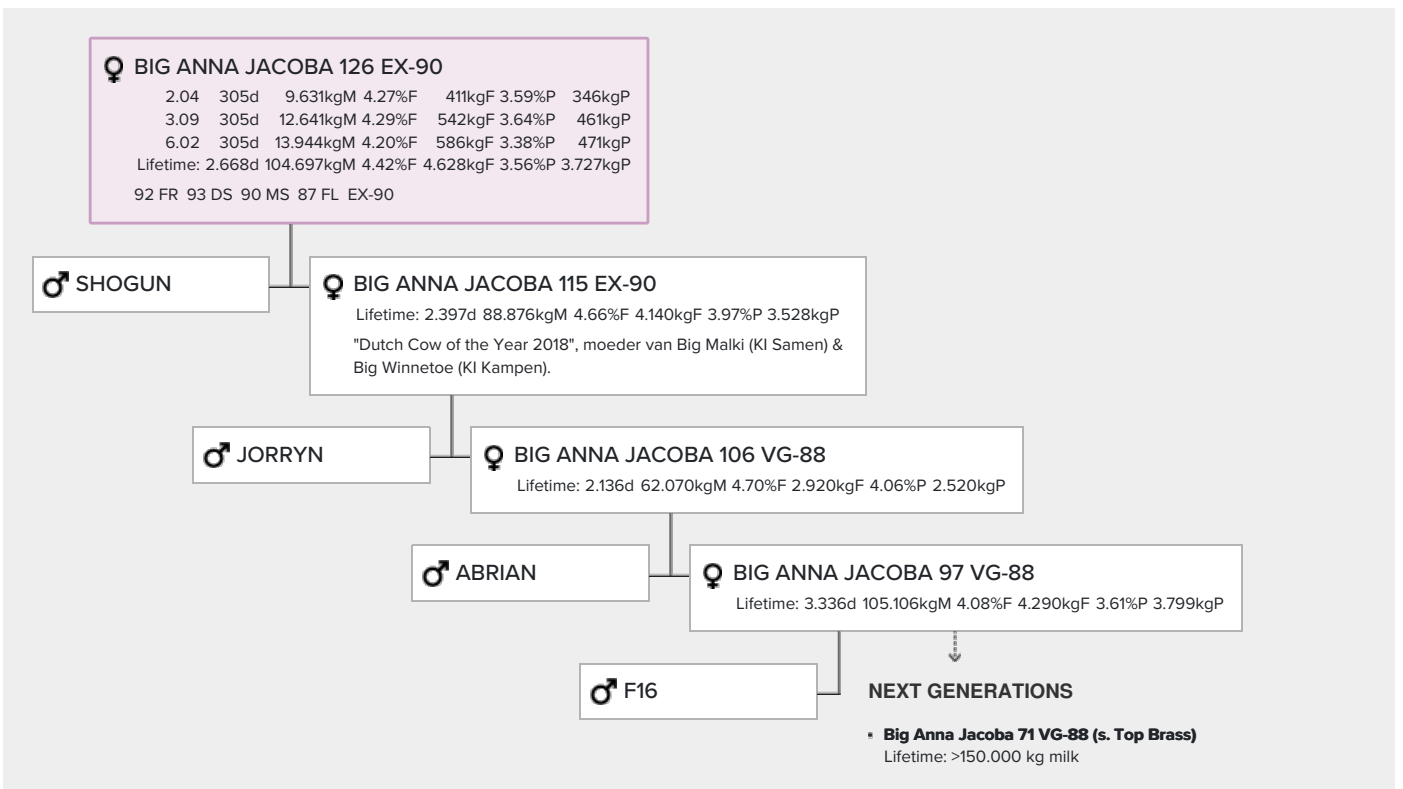 BIG ANNA JACOBA 126 EX-90
2.04 305d 9.631kgM 4.27%F 411kgF 3.59%P 346kgP
3.09 305d 12.641kgM 4.29%F 542kgF 3.64%P 461kgP
6.02 305d 13.944kgM 4.20%F 586kgF 3.38%P 471kgP
Lifetime: 2.668d 104.697kgM 4.42%F 4.628kgF 3.56%P 3.727kgP
92 FR 93 DS 90 MS 87 FL EX-90
SHOGUN
BIG ANNA JACOBA 115 EX-90
Lifetime: 2.397d 88.876kgM 4.66%F 4.140kgF 3.97%P 3.528kgP
"Dutch Cow of the Year 2018", moeder van Big Malki (KI Samen) &
Big Winnetoe (KI Kampen).
JORRYN
BIG ANNA JACOBA 106 VG-88
Lifetime: 2.136d 62.070kgM 4.70%F 2.920kgF 4.06%P 2.520kgP
ABRIAN
BIG ANNA JACOBA 97 VG-88
Lifetime: 3.336d 105.106kgM 4.08%F 4.290kgF 3.61%P 3.799kgP
F16
NEXT GENERATIONS
Big Anna Jacoba 71 VG-88 (s. Top Brass)
Lifetime: >150.000 kg milk